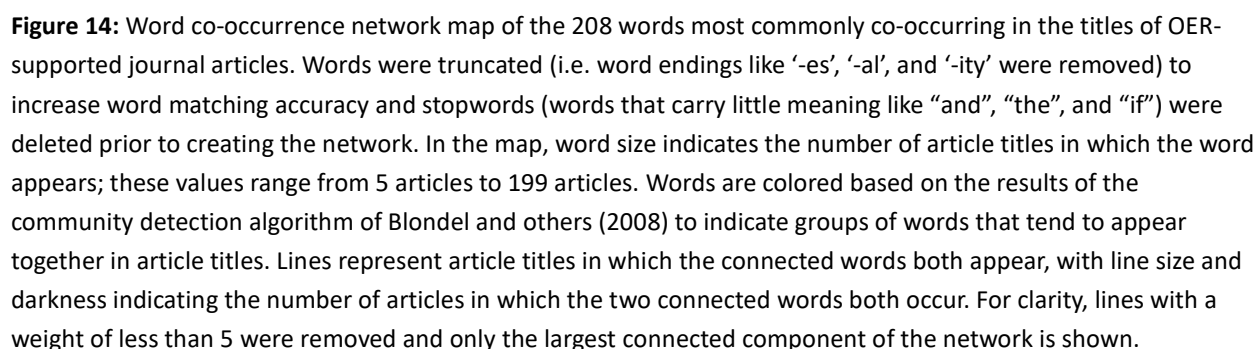 Figure 14: Word co-occurrence network map of the 208 words most commonly co-occurring in the titles of OER-
supported journal articles. Words were truncated (i.e. word endings like ‘-es’, ‘-al’, and ‘-ity’ were removed) to
increase word matching accuracy and stopwords (words that carry little meaning like “and”, “the”, and “if”) were
deleted prior to creating the network. In the map, word size indicates the number of article titles in which the word
appears; these values range from 5 articles to 199 articles. Words are colored based on the results of the
community detection algorithm of Blondel and others (2008) to indicate groups of words that tend to appear
together in article titles. Lines represent article titles in which the connected words both appear, with line size and
darkness indicating the number of articles in which the two connected words both occur. For clarity, lines with a
weight of less than 5 were removed and only the largest connected component of the network is shown.